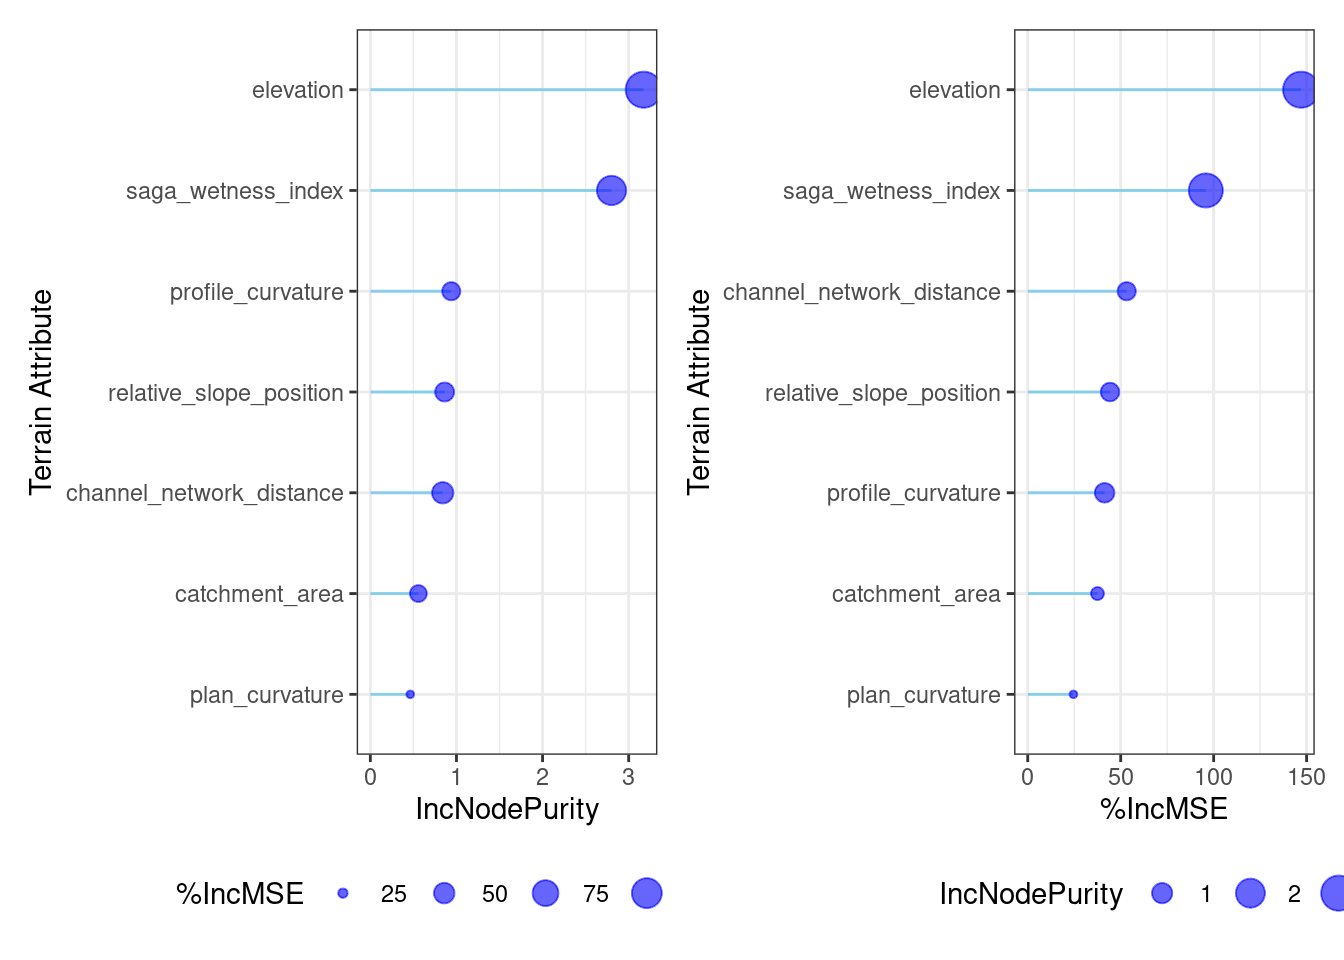 elevation
saga_wetness_index
profile_curvature
relative_slope_position
channel_network_distance
catchment_area
plan_curvature
Terrain Attribute
0 1 2 3
IncNodePurity
%IncMSE 25 50 75
elevation
saga_wetness_index
channel_network_distance
relative_slope_position
profile_curvature
catchment_area
plan_curvature
Terrain Attribute
0 50 100 150
%IncMSE
IncNodePurity 1 2